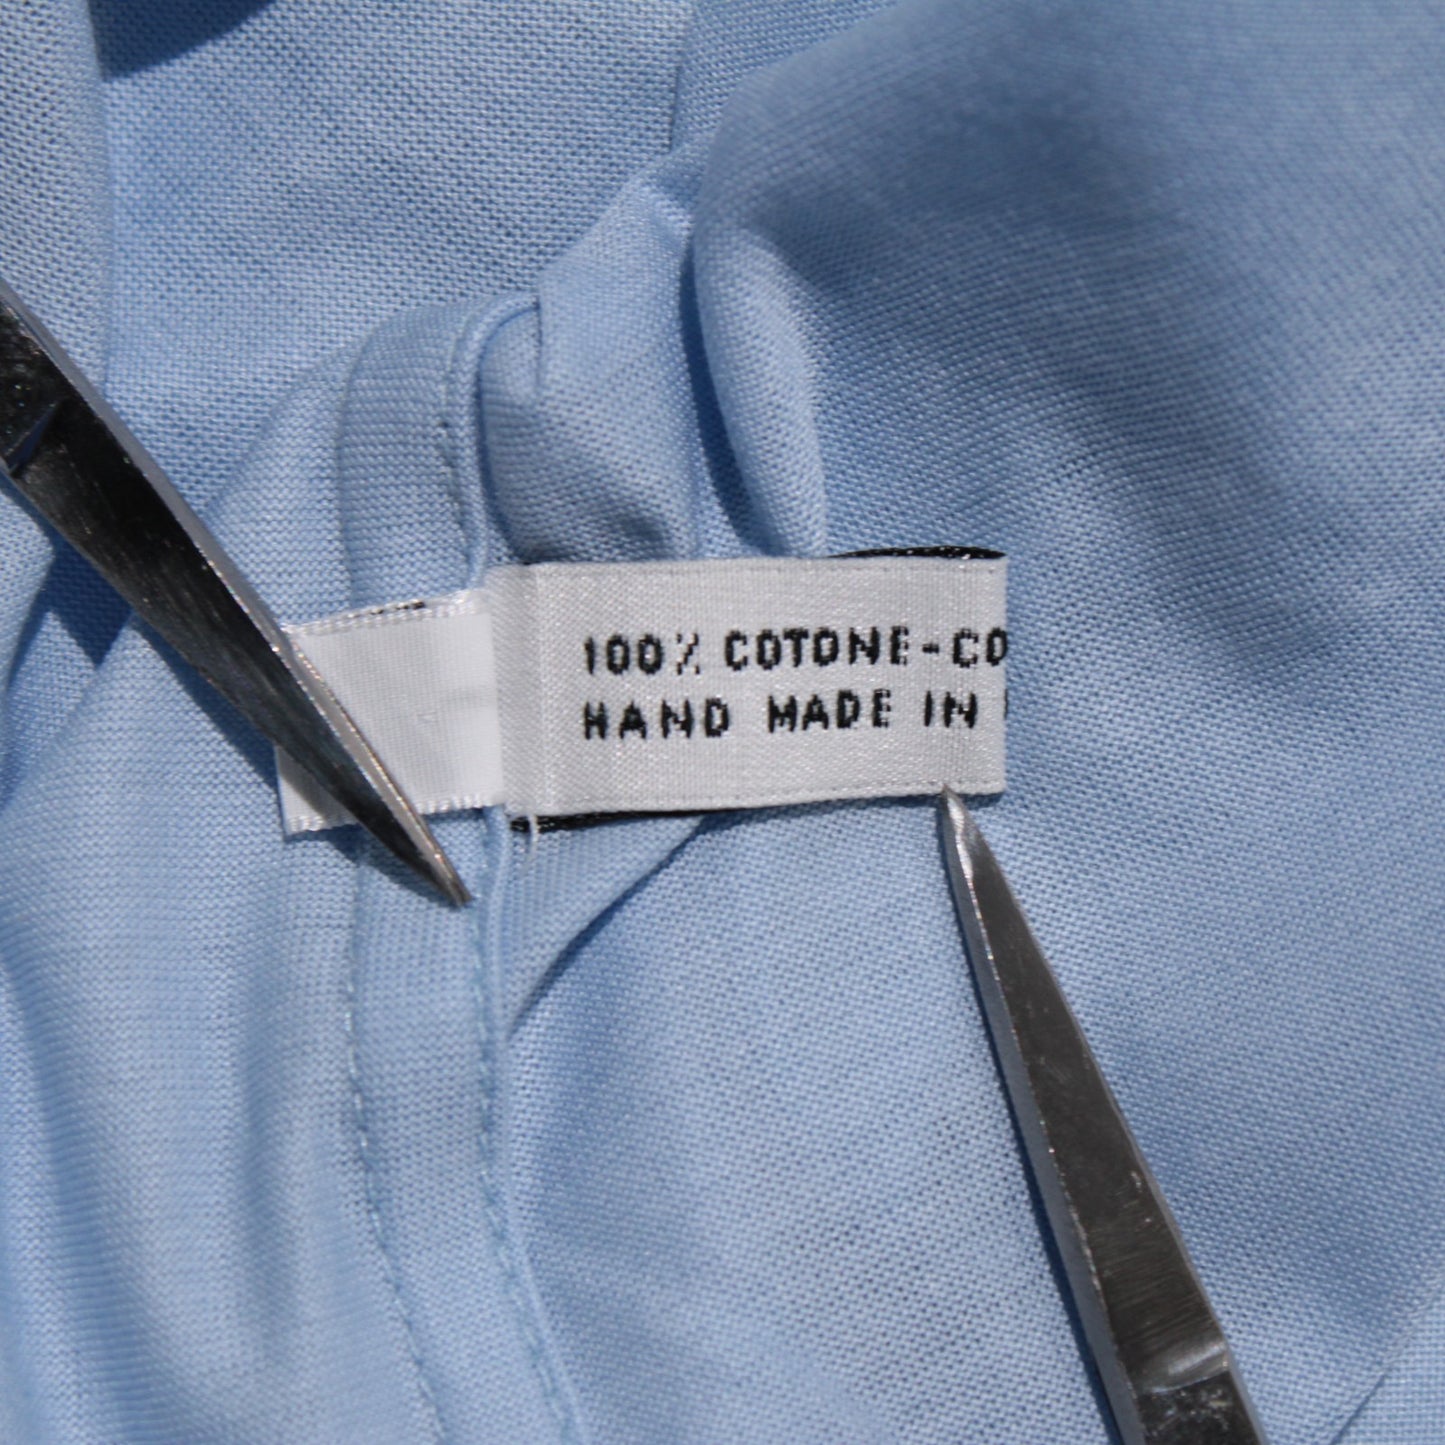 100% COTONE-CO
HAND MADE IN